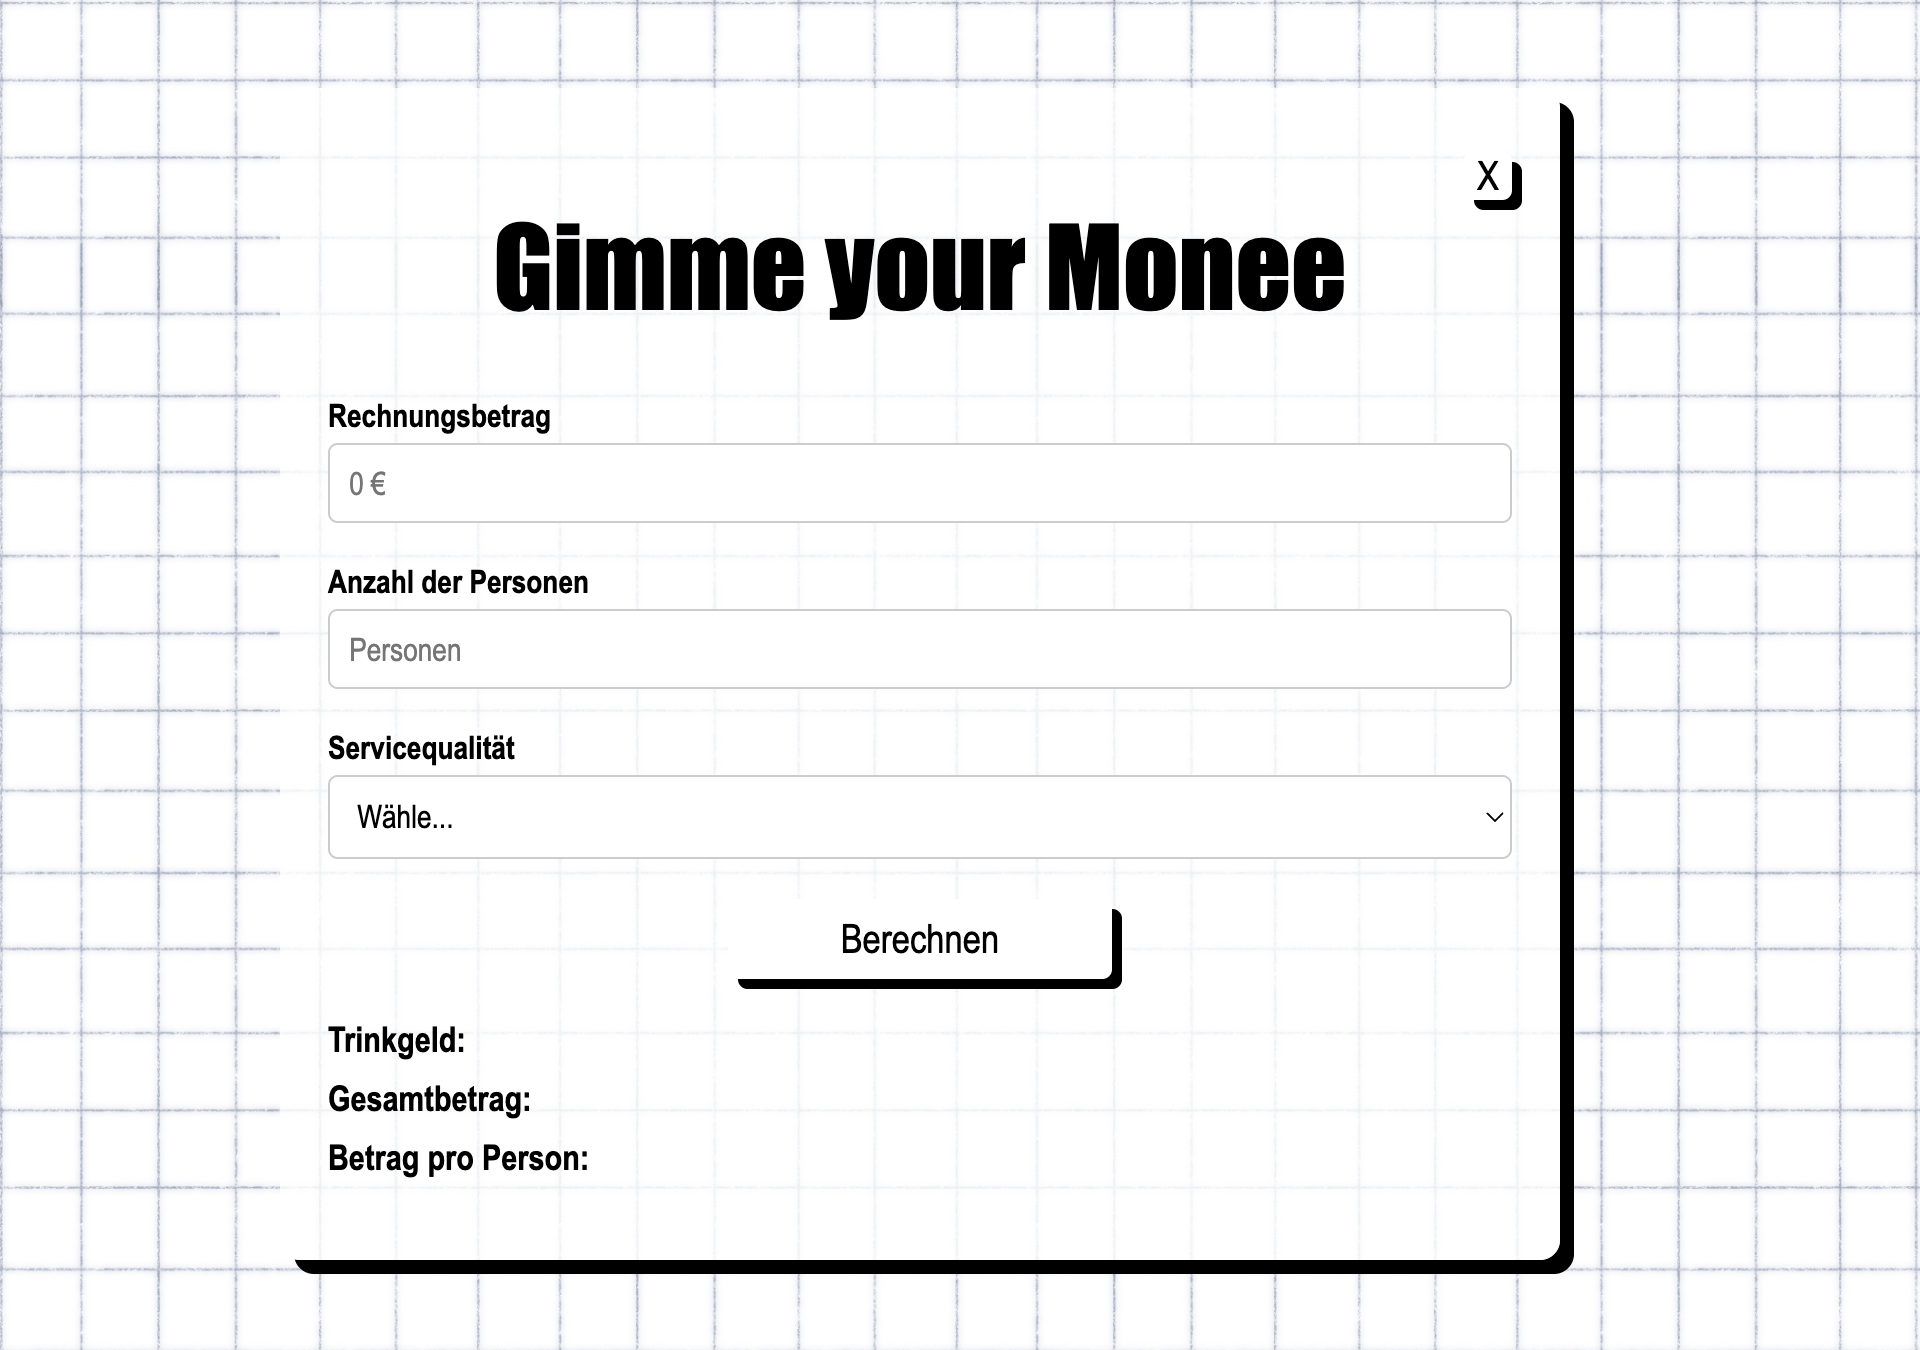 X
Gimme your Monee
Rechnungsbetrag
0 €
Anzahl der Personen
Personen
Servicequalität
Wähle...
Berechnen
Trinkgeld:
Gesamtbetrag:
Betrag pro Person: